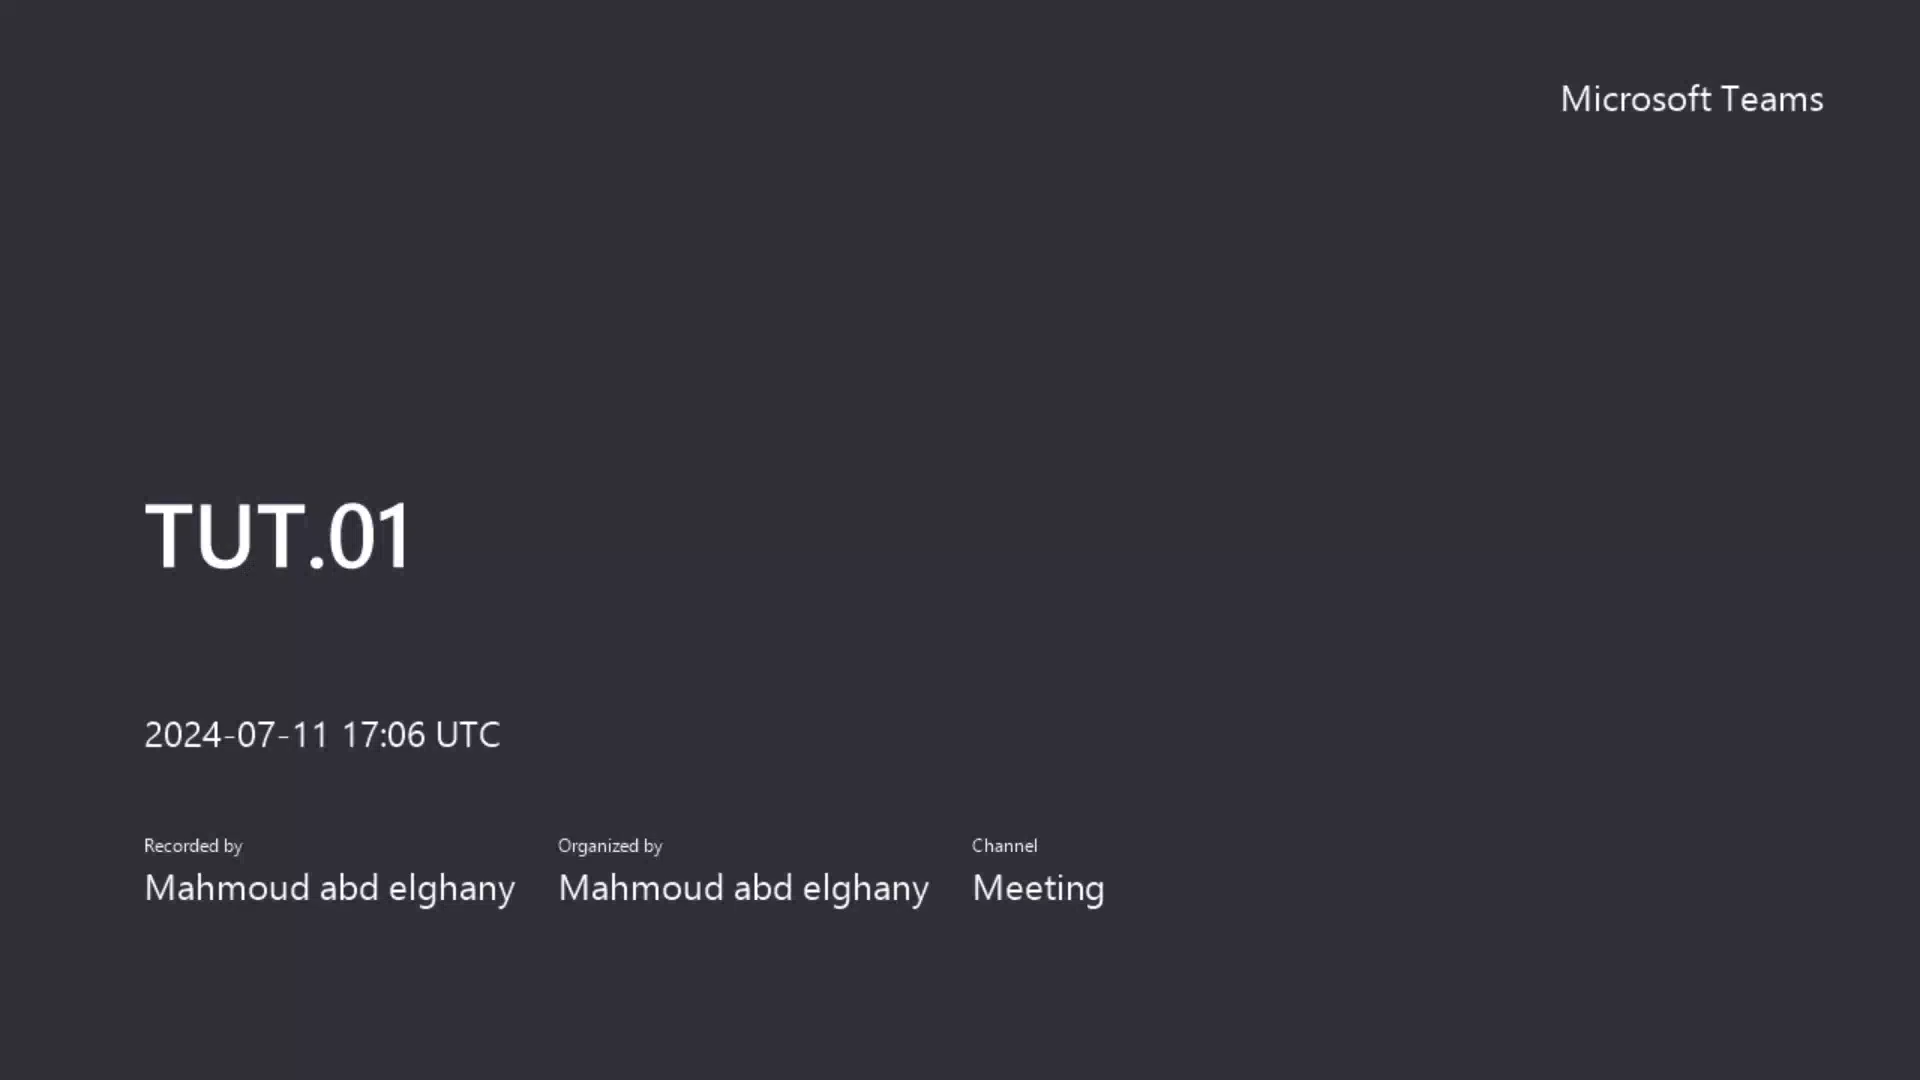 Microsoft Teams
TUT.01
2024-07-11 17:06 UTC
Recorded by
Mahmoud abd elghany
Organized by
Mahmoud abd elghany
Channel
Meeting